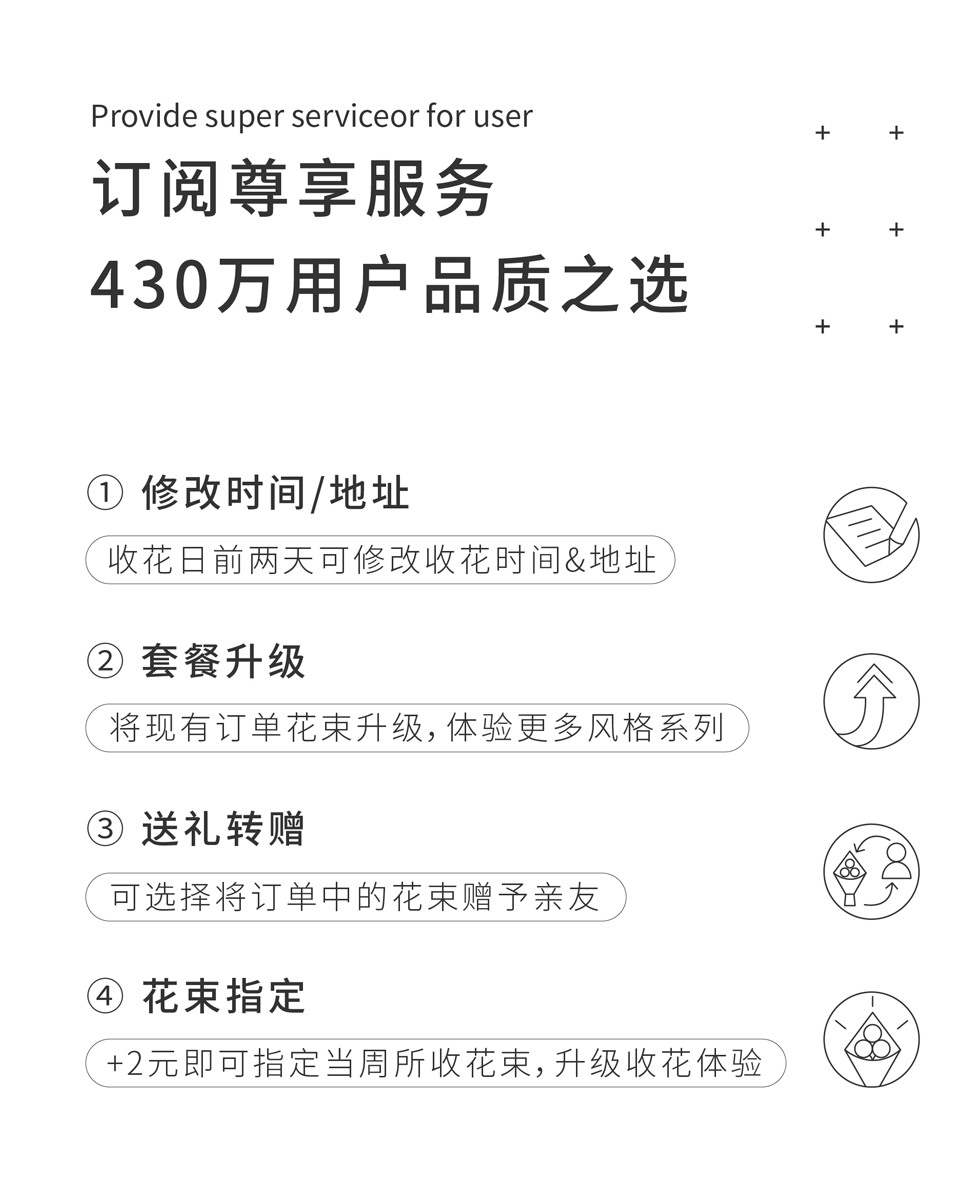 Provide super serviceor for user
订阅尊享服务
430万用户品质之选
① 修改时间/地址
收花日前两天可修改收花时间&地址
② 套餐升级
将现有订单花束升级，体验更多风格系列
③ 送礼转赠
可选择将订单中的花束赠予亲友
④ 花束指定
+2元即可指定当周所收花束，升级收花体验